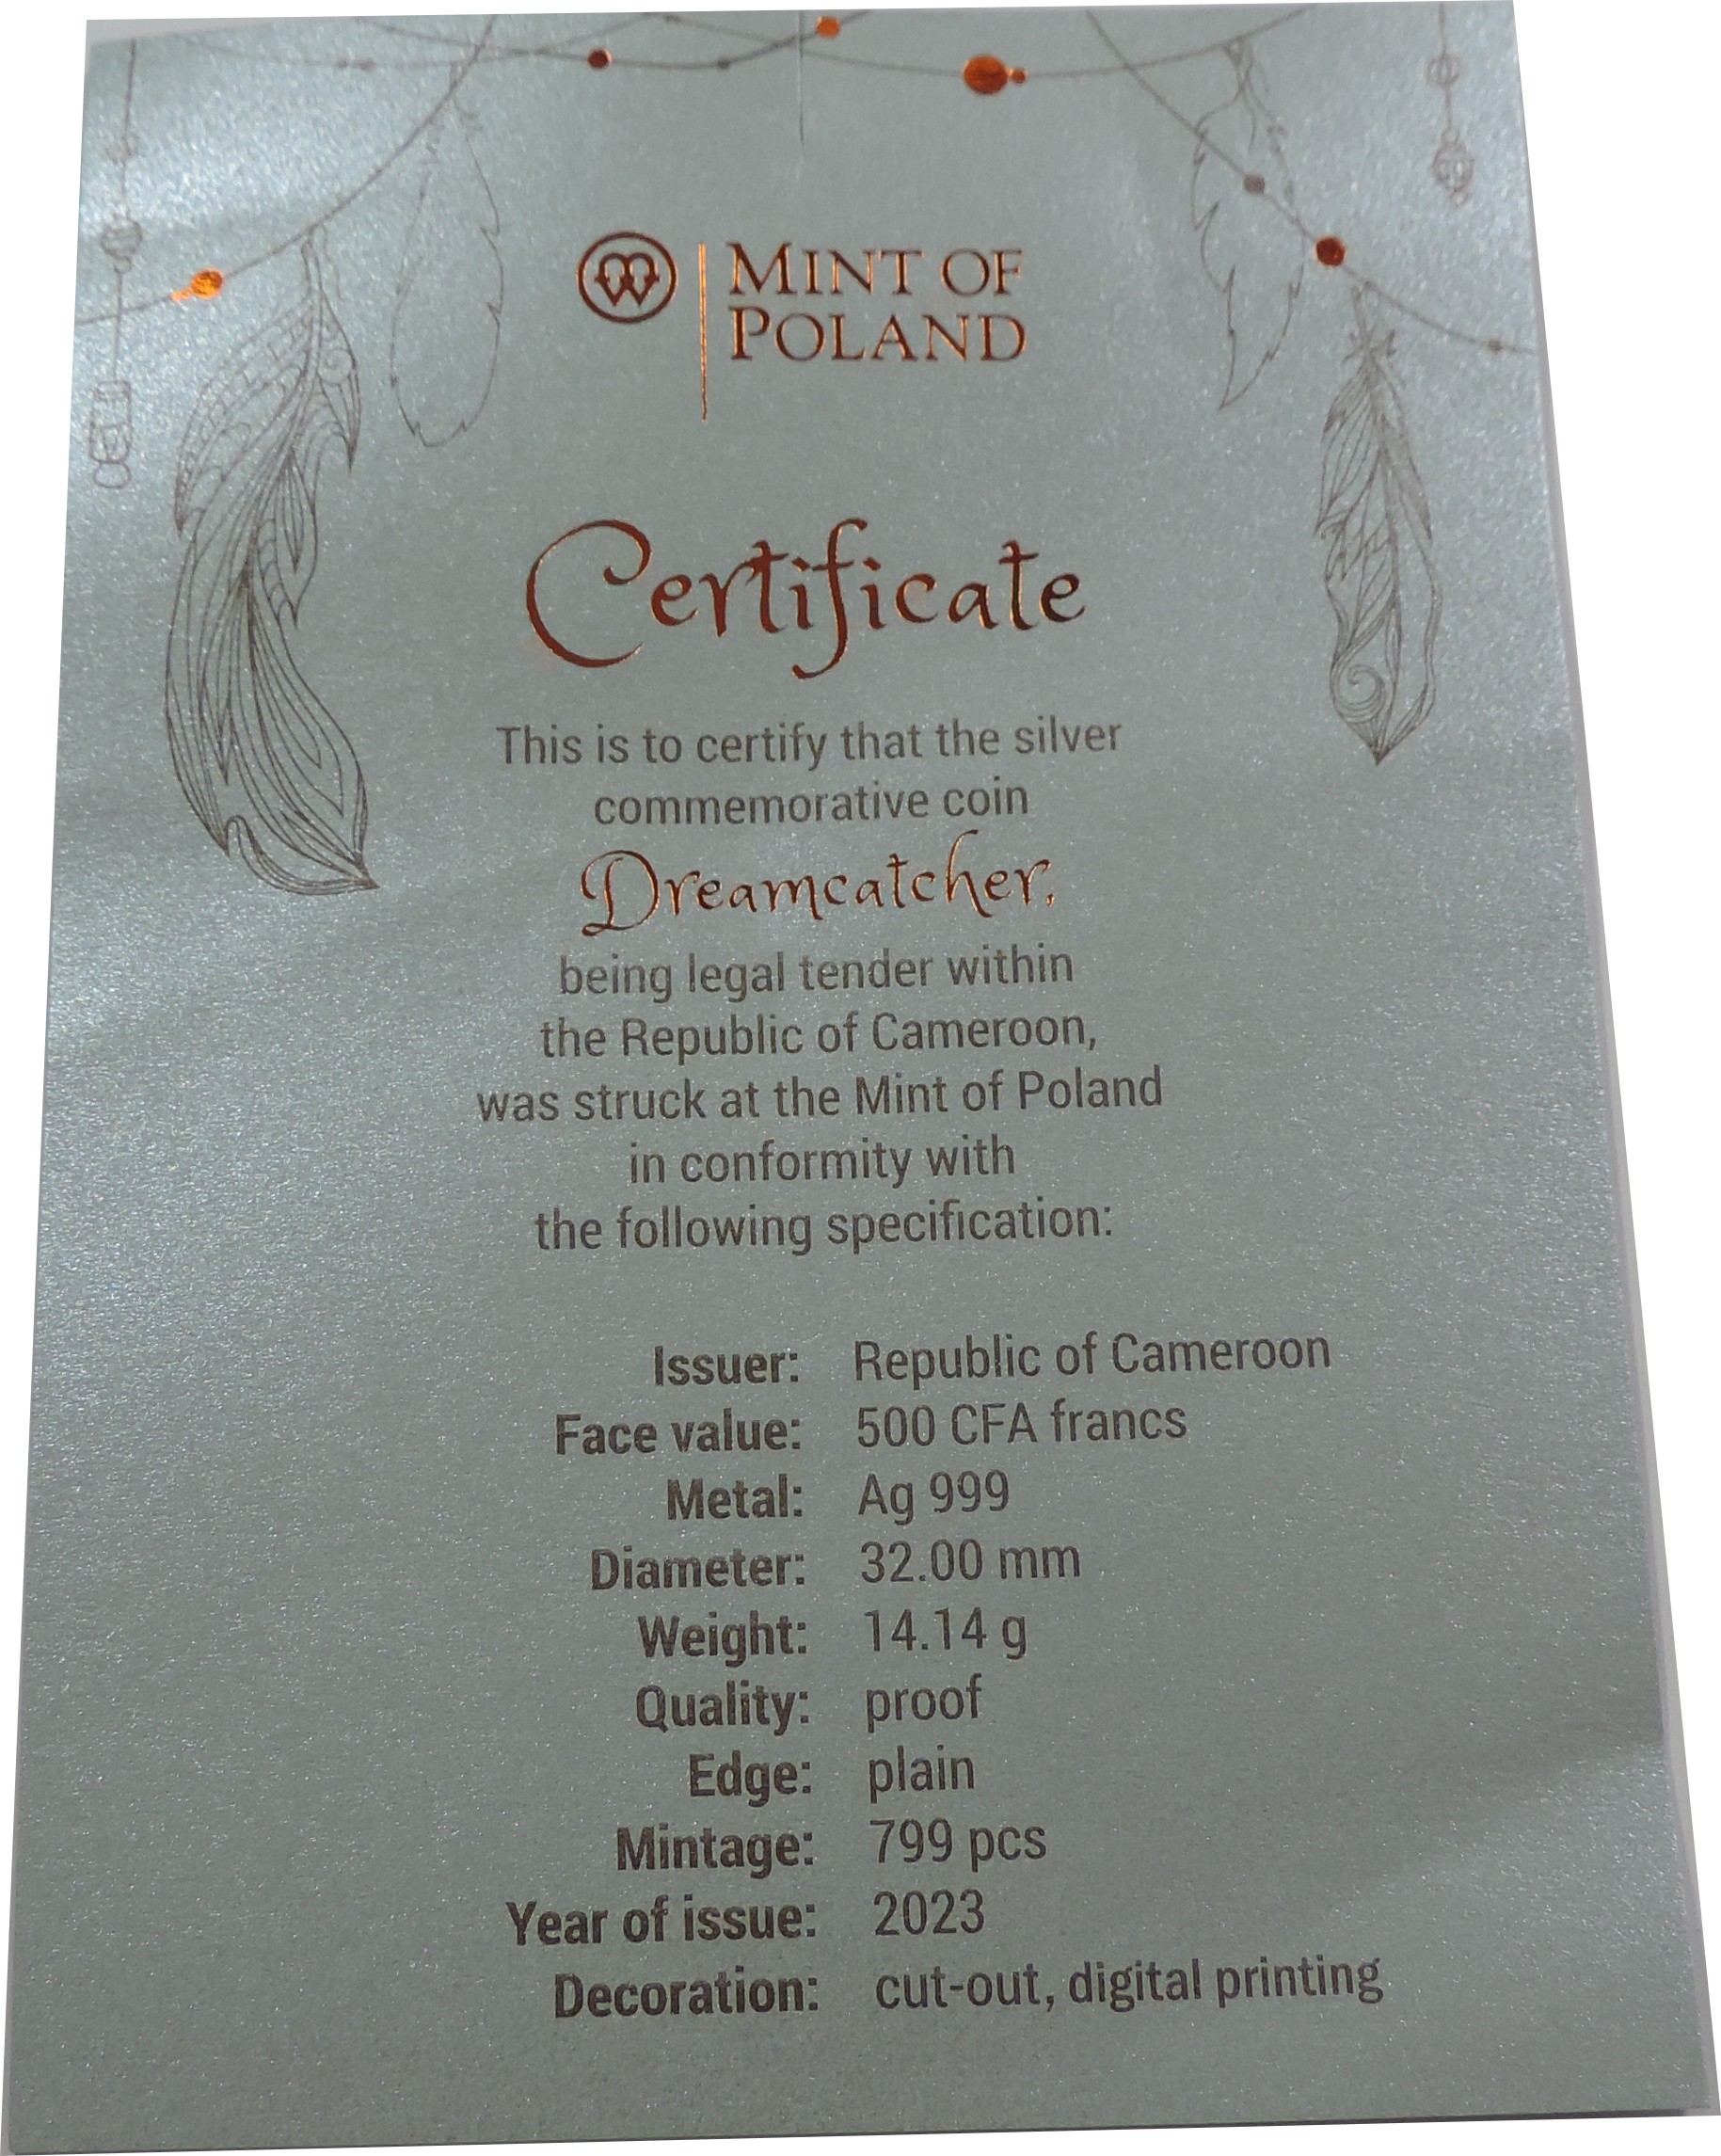 MINT OF
POLAND
Certificate
This is to certify that the silver
commemorative coin
Dreamcatcher,
being legal tender within
the Republic of Cameroon,
was struck at the Mint of Poland
in conformity with
the following specification:
Issuer: Republic of Cameroon
Face value: 500 CFA francs
Metal: Ag 999
Diameter: 32.00 mm
Weight: 14.14 g
Quality: proof
Edge: plain
Mintage: 799 pcs
Year of issue: 2023
Decoration: cut-out, digital printing